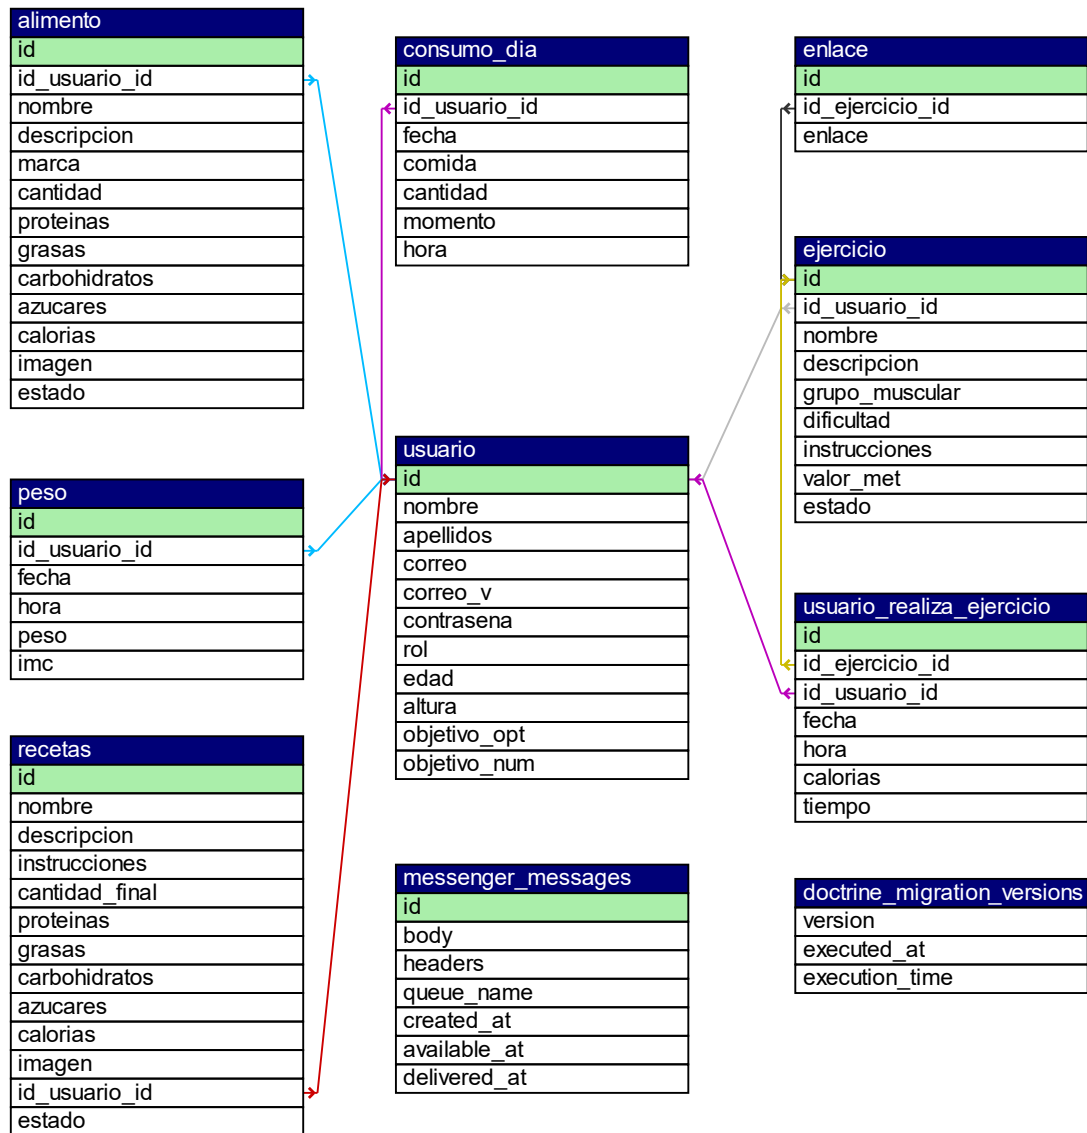 alimento
id
id_usuario_id
nombre
descripcion
marca
cantidad
proteinas
grasas
carbohidratos
azucares
calorias
imagen
estado
peso
id
id_usuario_id
fecha
hora
peso
imc
recetas
id
nombre
descripcion
instrucciones
cantidad_final
proteinas
grasas
carbohidratos
azucares
calorias
imagen
id_usuario_id
estado
consumo_dia
id
id_usuario_id
fecha
comida
cantidad
momento
hora
usuario
id
nombre
apellidos
correo
correo_v
contrasena
rol
edad
altura
objetivo_opt
objetivo_num
messenger_messages
id
body
headers
queue_name
created_at
available_at
delivered_at
enlace
id
id_ejercicio_id
enlace
ejercicio
id
id_usuario_id
nombre
descripcion
grupo_muscular
dificultad
instrucciones
valor_met
estado
usuario_realiza_ejercicio
id
id_ejercicio_id
id_usuario_id
fecha
hora
calorias
tiempo
doctrine_migration_versions
version
executed_at
execution_time